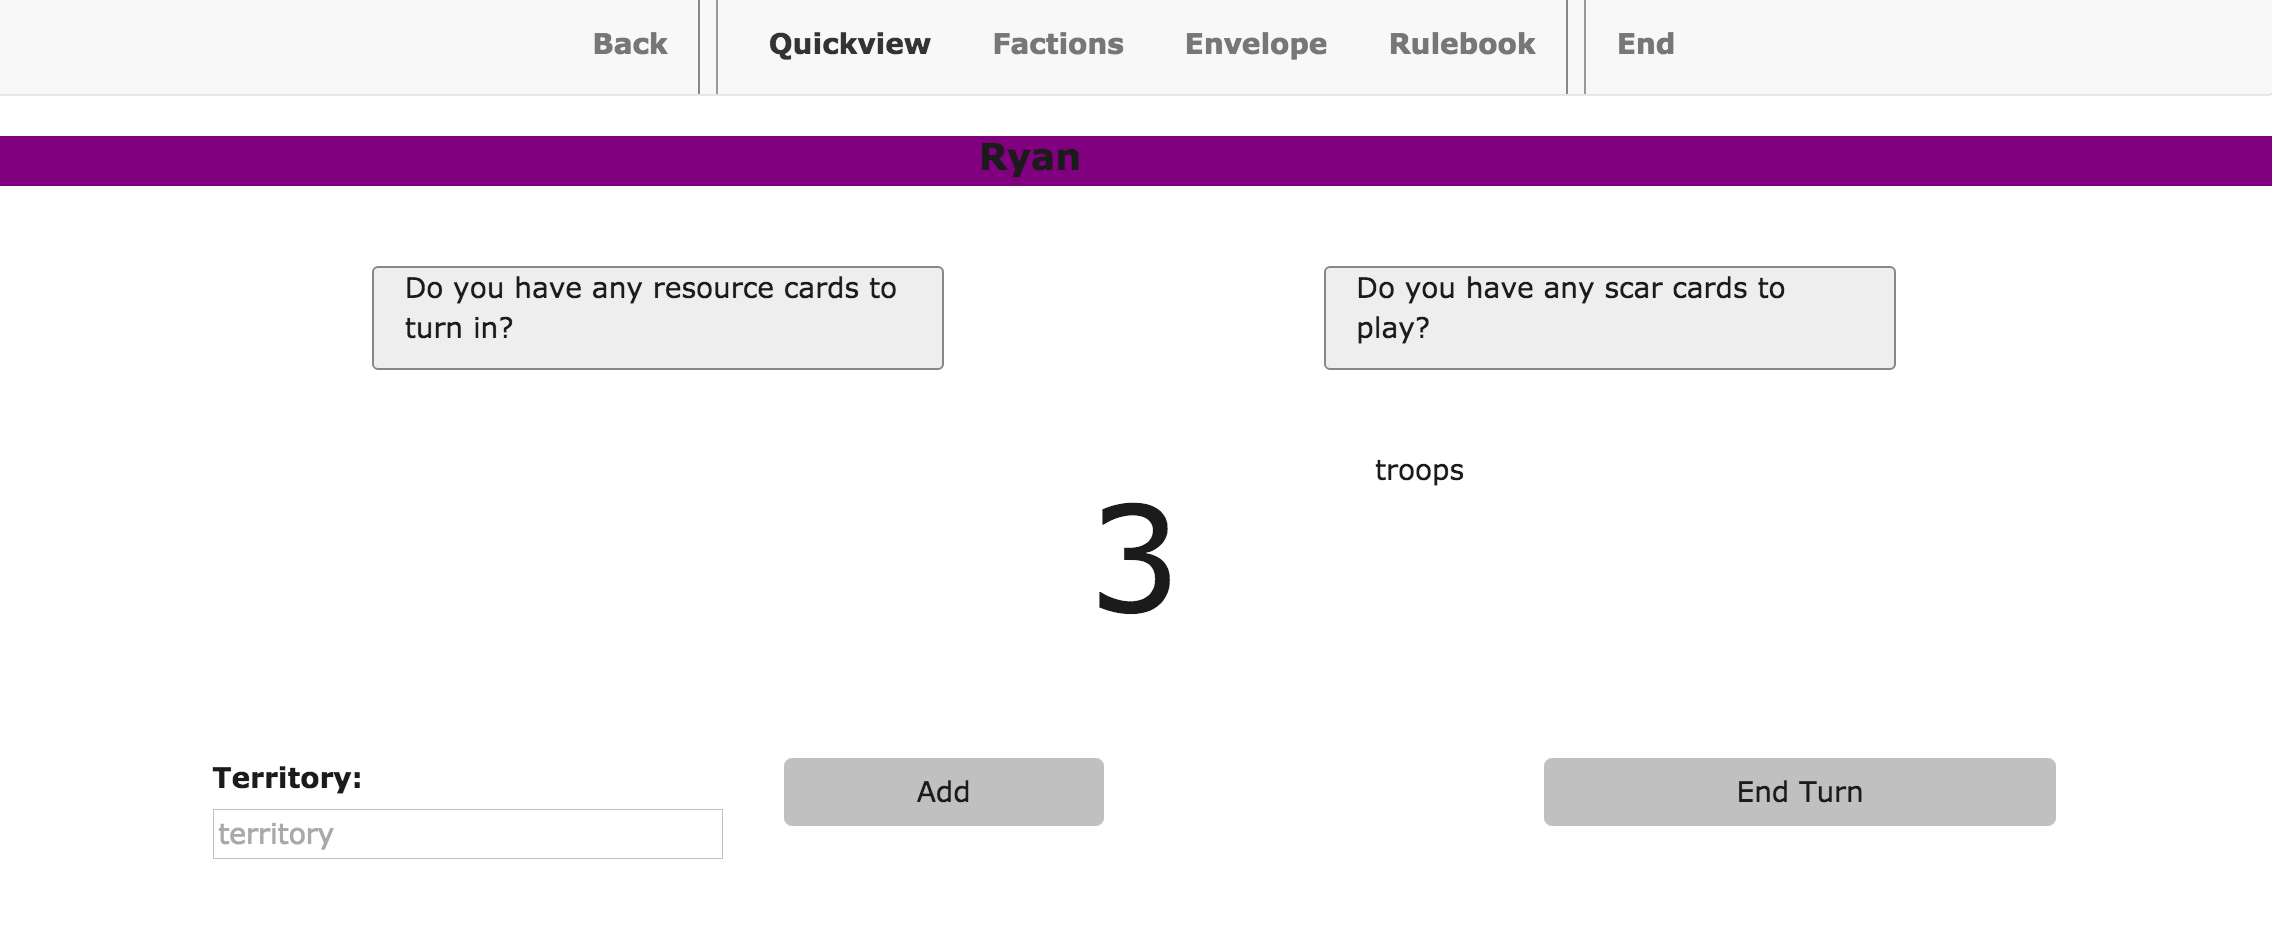 Back Quickview Factions Envelope Rulebook End
Ryan
Do you have any resource cards to
turn in?
Do you have any scar cards to
play?
troops
3
Territory:
territory
Add
End Turn